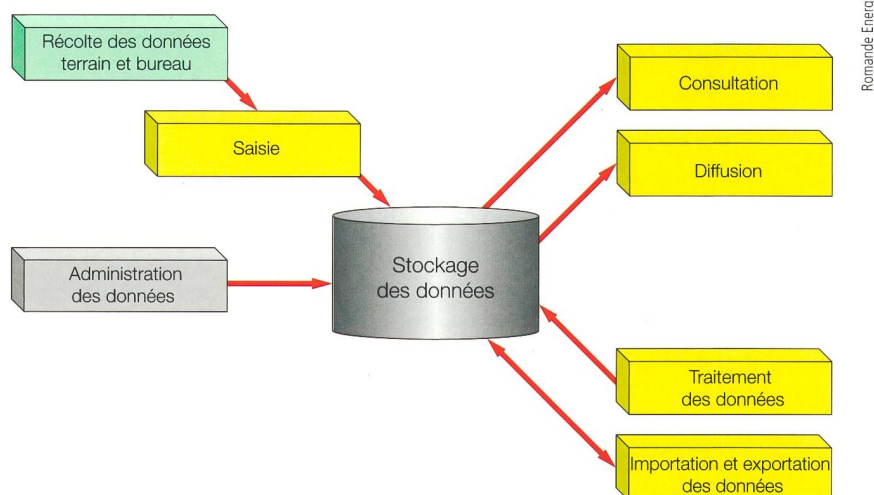 Récolte des données
terrain et bureau
Saisie
Administration
des données
Stockage
des données
Consultation
Diffusion
Traitement
des données
Importation et exportation
des données